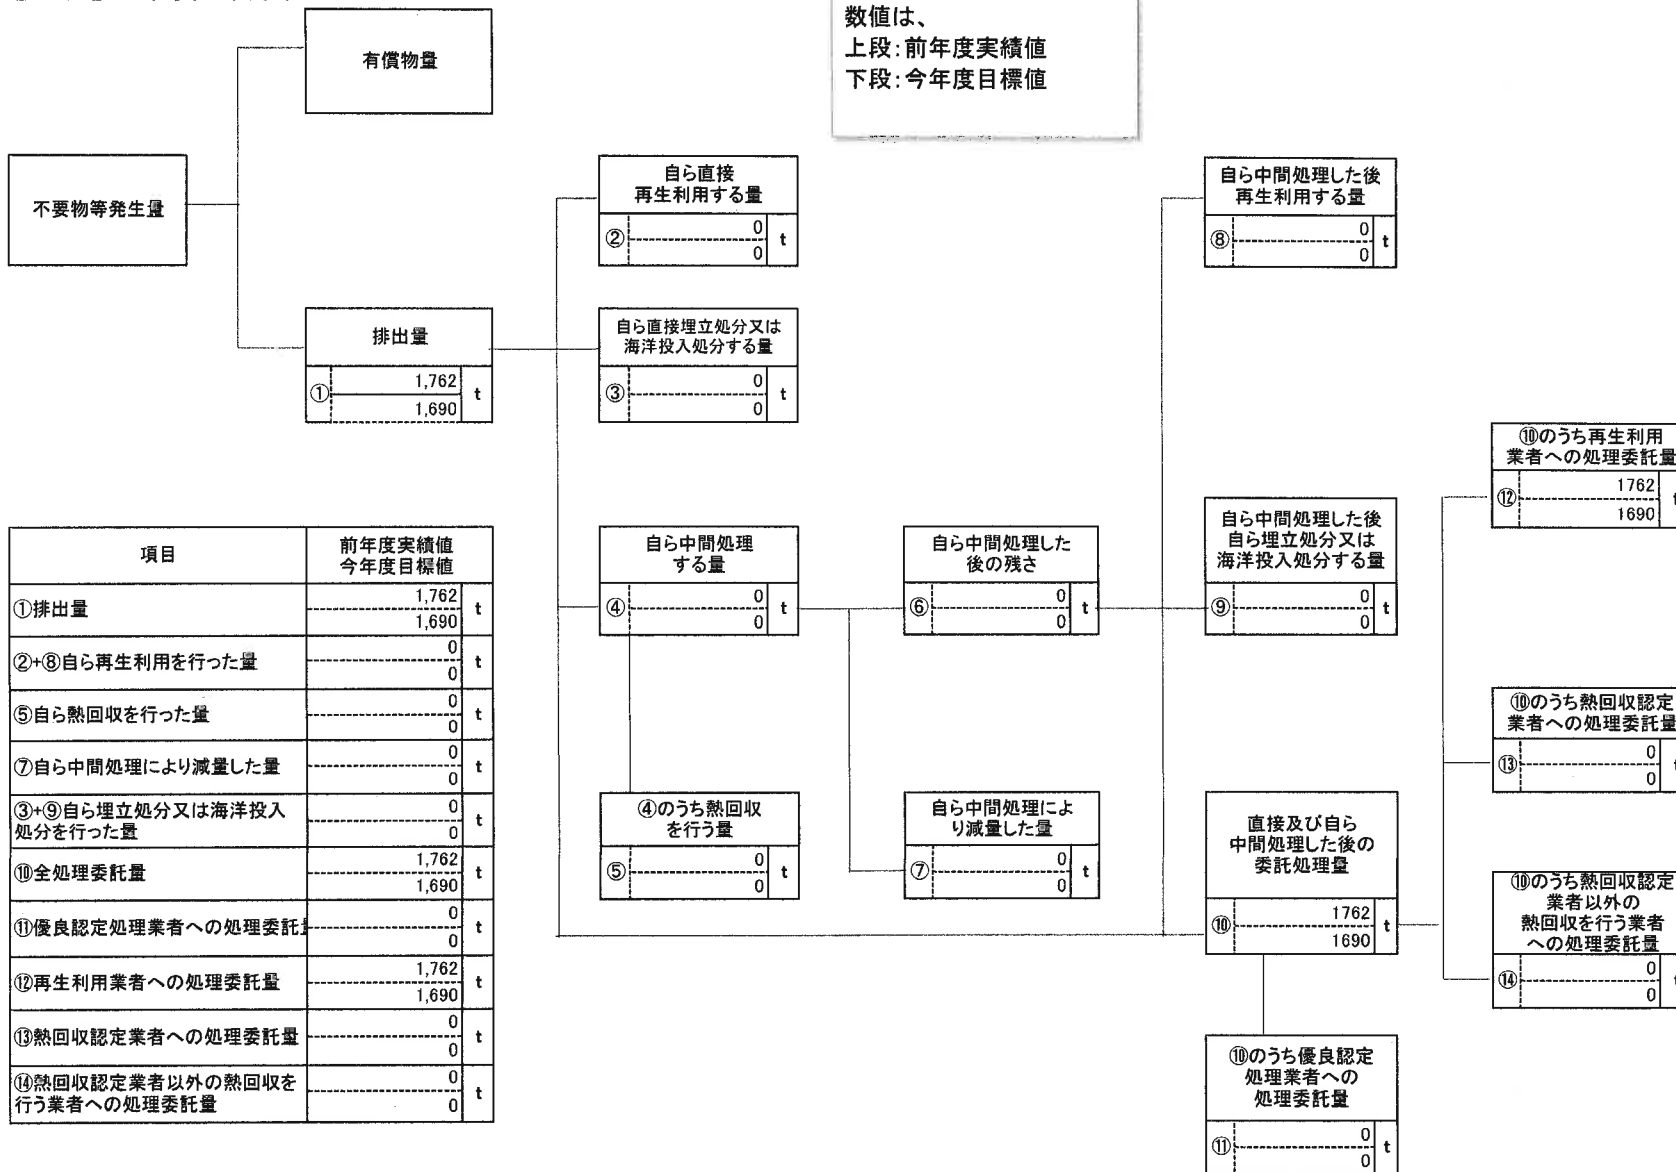 数値は、
上段:前年度実績値
下段:今年度目標値
有償物量
不要物等発生量
排出量
① 1,762 t
1,690
自ら直接
再生利用する量
② 0 t
0
自ら直接埋立処分又は
海洋投入処分する量
③ 0 t
0
自ら中間処理
する量
④ 0 t
0
④のうち熱回収
を行う量
⑤ 0 t
0
自ら中間処理した
後の残さ
⑥ 0 t
0
自ら中間処理によ
り減量した量
⑦ 0 t
0
自ら中間処理した後
再生利用する量
⑧ 0 t
0
自ら中間処理した後
自ら埋立処分又は
海洋投入処分する量
⑨ 0 t
0
直接及び自ら
中間処理した後の
委託処理量
⑩ 1762 t
1690
⑩のうち優良認定
処理業者への
処理委託量
⑪ 0 t
0
⑩のうち再生利用
業者への処理委託量
⑫ 1762
1690
⑩のうち熱回収認定
業者への処理委託量
⑬ 0
0
⑩のうち熱回収認定
業者以外の
熱回収を行う業者
への処理委託量
⑭ 0
0
項目 前年度実績値
今年度目標値
①排出量 1,762 t
1,690
②+⑧自ら再生利用を行った量 0 t
0
⑤自ら熱回収を行った量 0 t
0
⑦自ら中間処理により減量した量 0 t
0
③+⑨自ら埋立処分又は海洋投入
処分を行った量 0 t
0
⑩全処理委託量 1,762 t
1,690
⑪優良認定処理業者への処理委託 0 t
0
⑫再生利用業者への処理委託量 1,762 t
1,690
⑬熱回収認定業者への処理委託量 0 t
0
⑭熱回収認定業者以外の熱回収を
行う業者への処理委託量 0 t
0